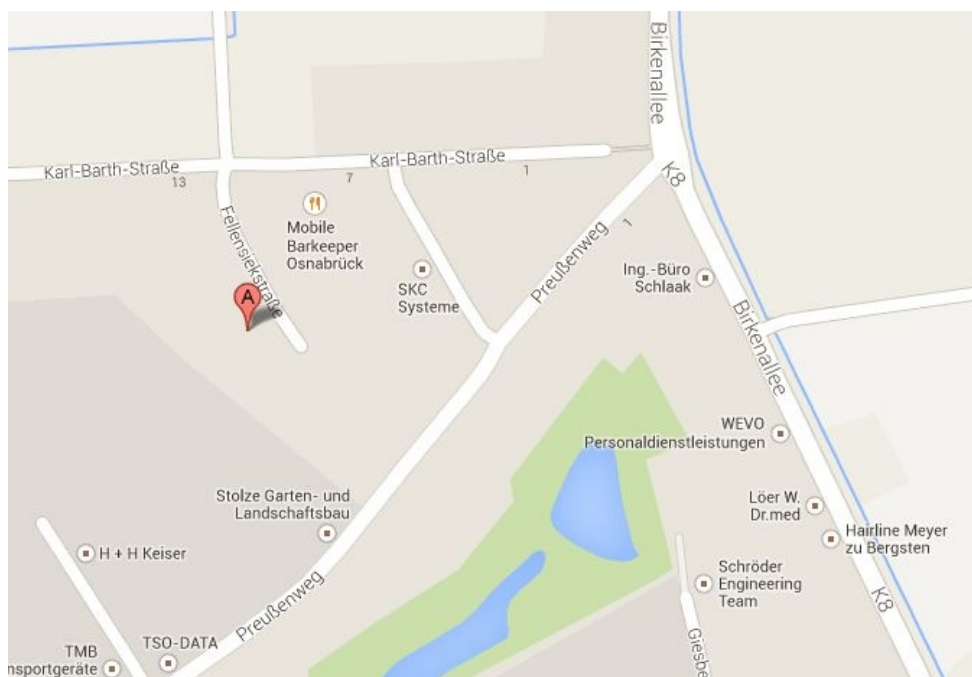 Birkenallee
Karl-Barth-Straße
13
7
Karl-Barth-Straße
1
K8
Fellensiekstraße
Mobile
Barkeeper
Osnabrück
SKC
Systeme
Preußenweg
1
Ing.-Büro
Schlaak
A
Birkenallee
WEVO
Personaldienstleistungen
Stolze Garten- und
Landschaftsbau
Löer W.
Dr.med
Hairline Meyer
zu Bergsten
H + H Keiser
Schröder
Engineering
Team
K8
Preußenweg
TSO-DATA
TMB
nsportgeräte
Giesbe